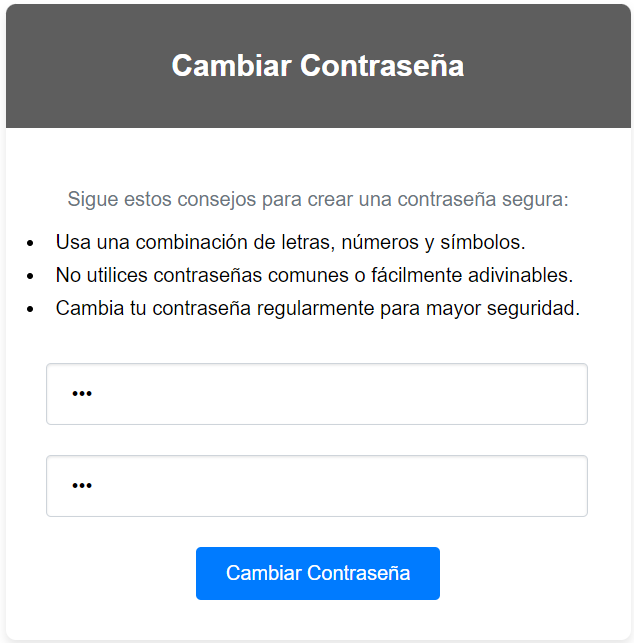 Cambiar Contraseña
Sigue estos consejos para crear una contraseña segura:
• Usa una combinación de letras, números y símbolos.
• No utilices contraseñas comunes o fácilmente adivinables.
• Cambia tu contraseña regularmente para mayor seguridad.
•••
•••
Cambiar Contraseña